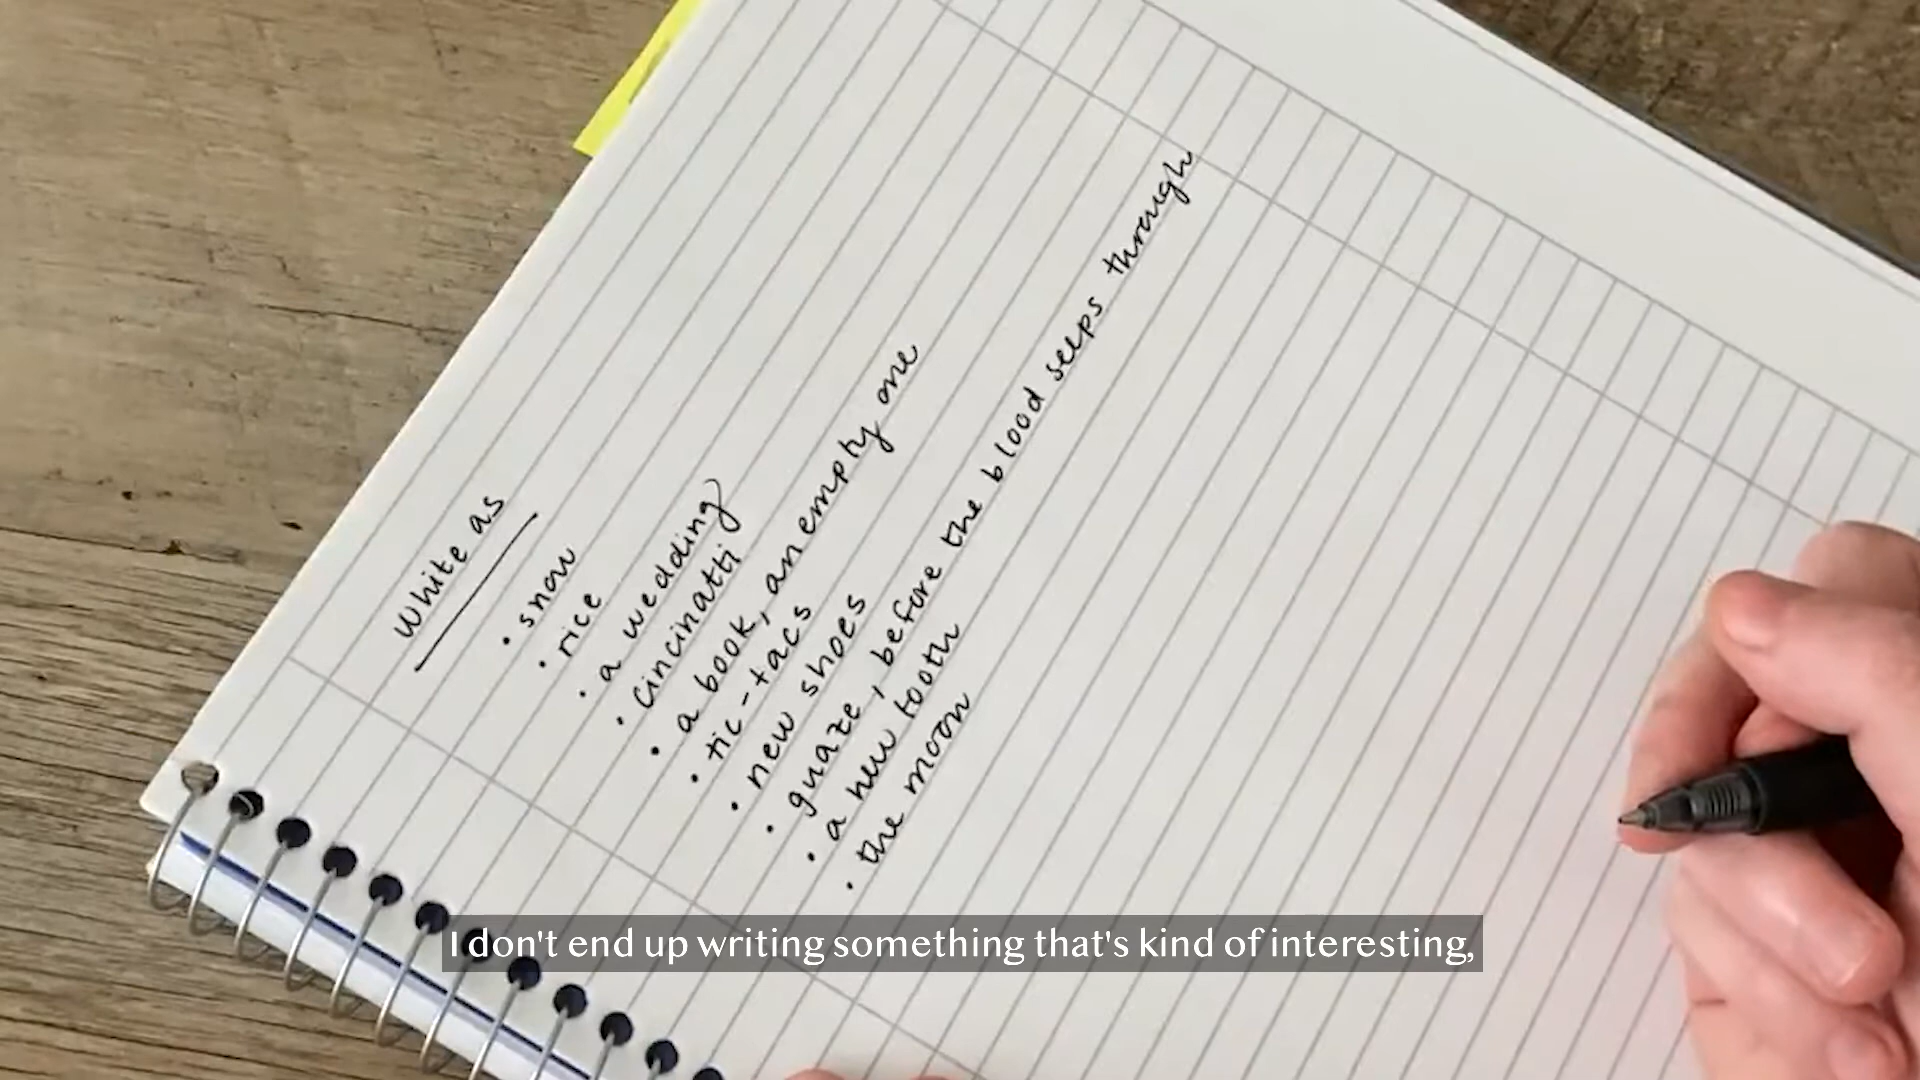 White as
• snow
• rice
• a wedding
• cincinatti
• a book, an empty one
• tic-tacs
• new shoes
• guaze, before the blood seeps through
• a new tooth
• the moon
I don't end up writing something that's kind of interesting,